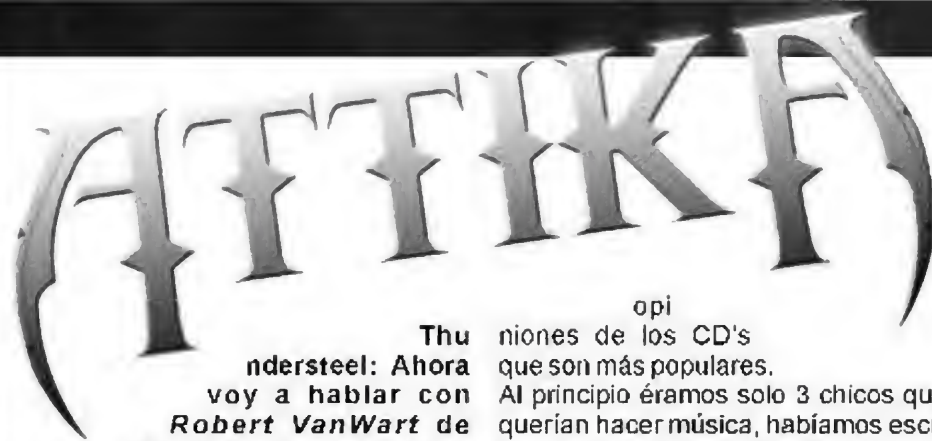 ATTIKA
Thu
ndersteel: Ahora
voy a hablar con
Robert VanWart de
opi
niones de los CD's
que son más populares.
Al principio éramos solo 3 chicos qu
querían hacer música, habíamos escr